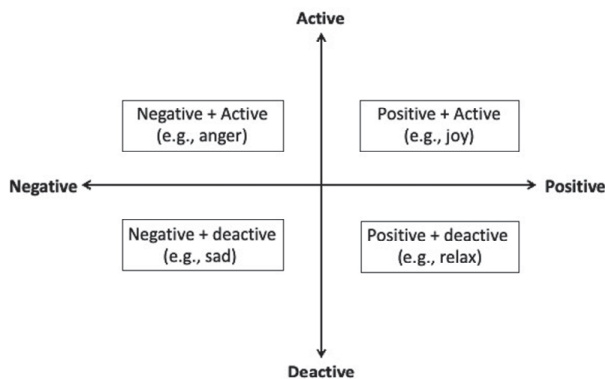 Active
Negative + Active
(e.g., anger)
Positive + Active
(e.g., joy)
Negative
Positive
Negative + deactive
(e.g., sad)
Positive + deactive
(e.g., relax)
Deactive